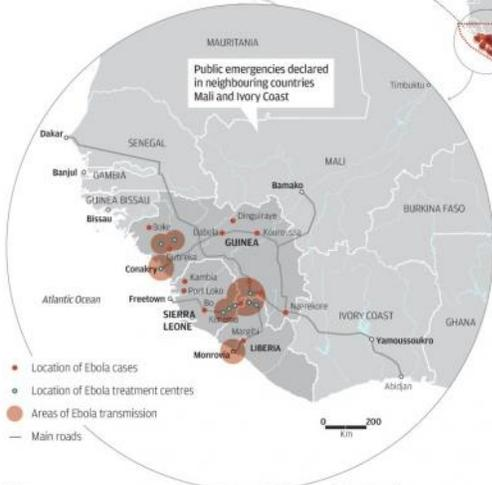 MAURITANIA
Public emergencies declared
in neighbouring countries
Mali and Ivory Coast
Timbuktu
Dakar
SENEGAL
MALI
Banjul
GAMBIA
Bamako
GUINEA BISSAU
BURKINA FASO
Bissau
Boke
Dinguiraye
Dabola
Kouroussa
GUINEA
Dubreka
Conakry
Kambia
Port Loko
Atlantic Ocean
Freetown
Bo
Nzerekore
IVORY COAST
GHANA
SIERRA
LEONE
Kenema
Margibi
LIBERIA
Yamoussoukro
Monrovia
Abidjan
Location of Ebola cases
Location of Ebola treatment centres
Areas of Ebola transmission
Main roads
0 200
Km